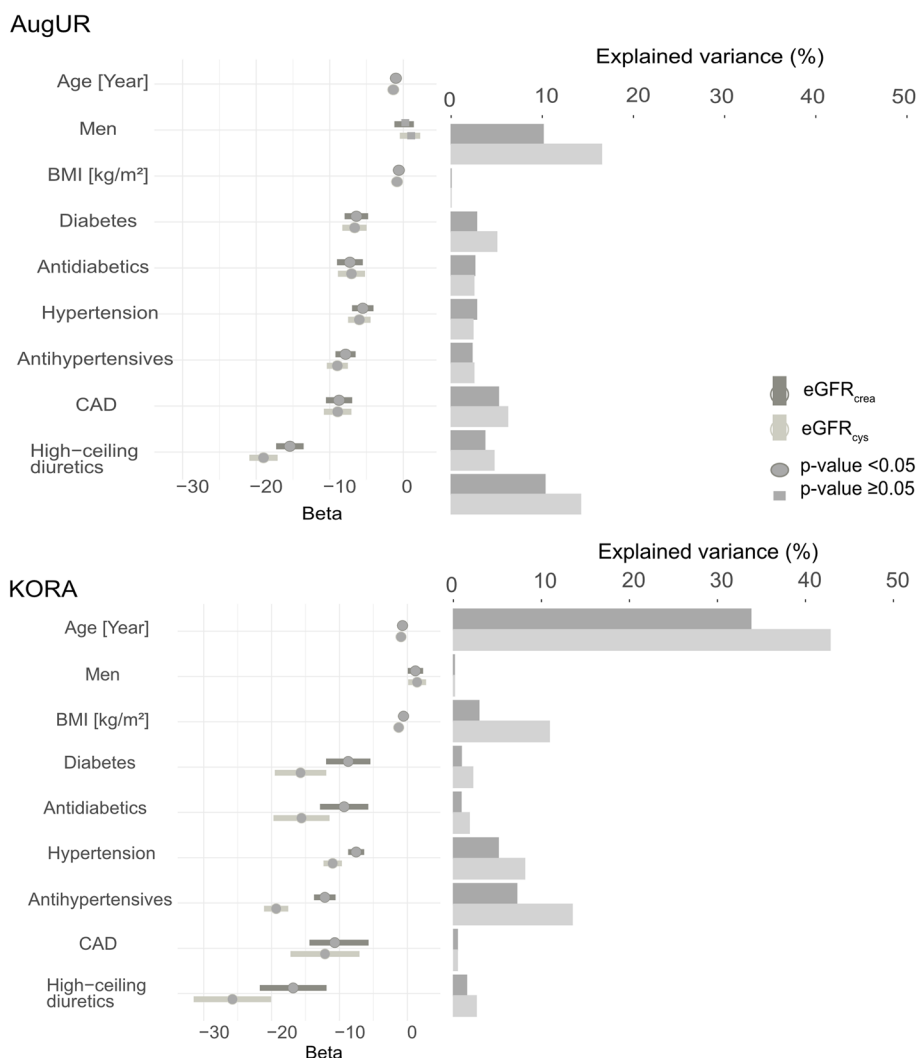 AugUR
Explained variance (%)
0 10 20 30 40 50
Age [Year]
Men
BMI [kg/m²]
Diabetes
Antidiabetics
Hypertension
Antihypertensives
CAD
High−ceiling
diuretics
−30 −20 −10 0
Beta
eGFRcrea
eGFRcys
p-value <0.05
p-value ≥0.05
KORA
Explained variance (%)
0 10 20 30 40 50
Age [Year]
Men
BMI [kg/m²]
Diabetes
Antidiabetics
Hypertension
Antihypertensives
CAD
High−ceiling
diuretics
−30 −20 −10 0
Beta